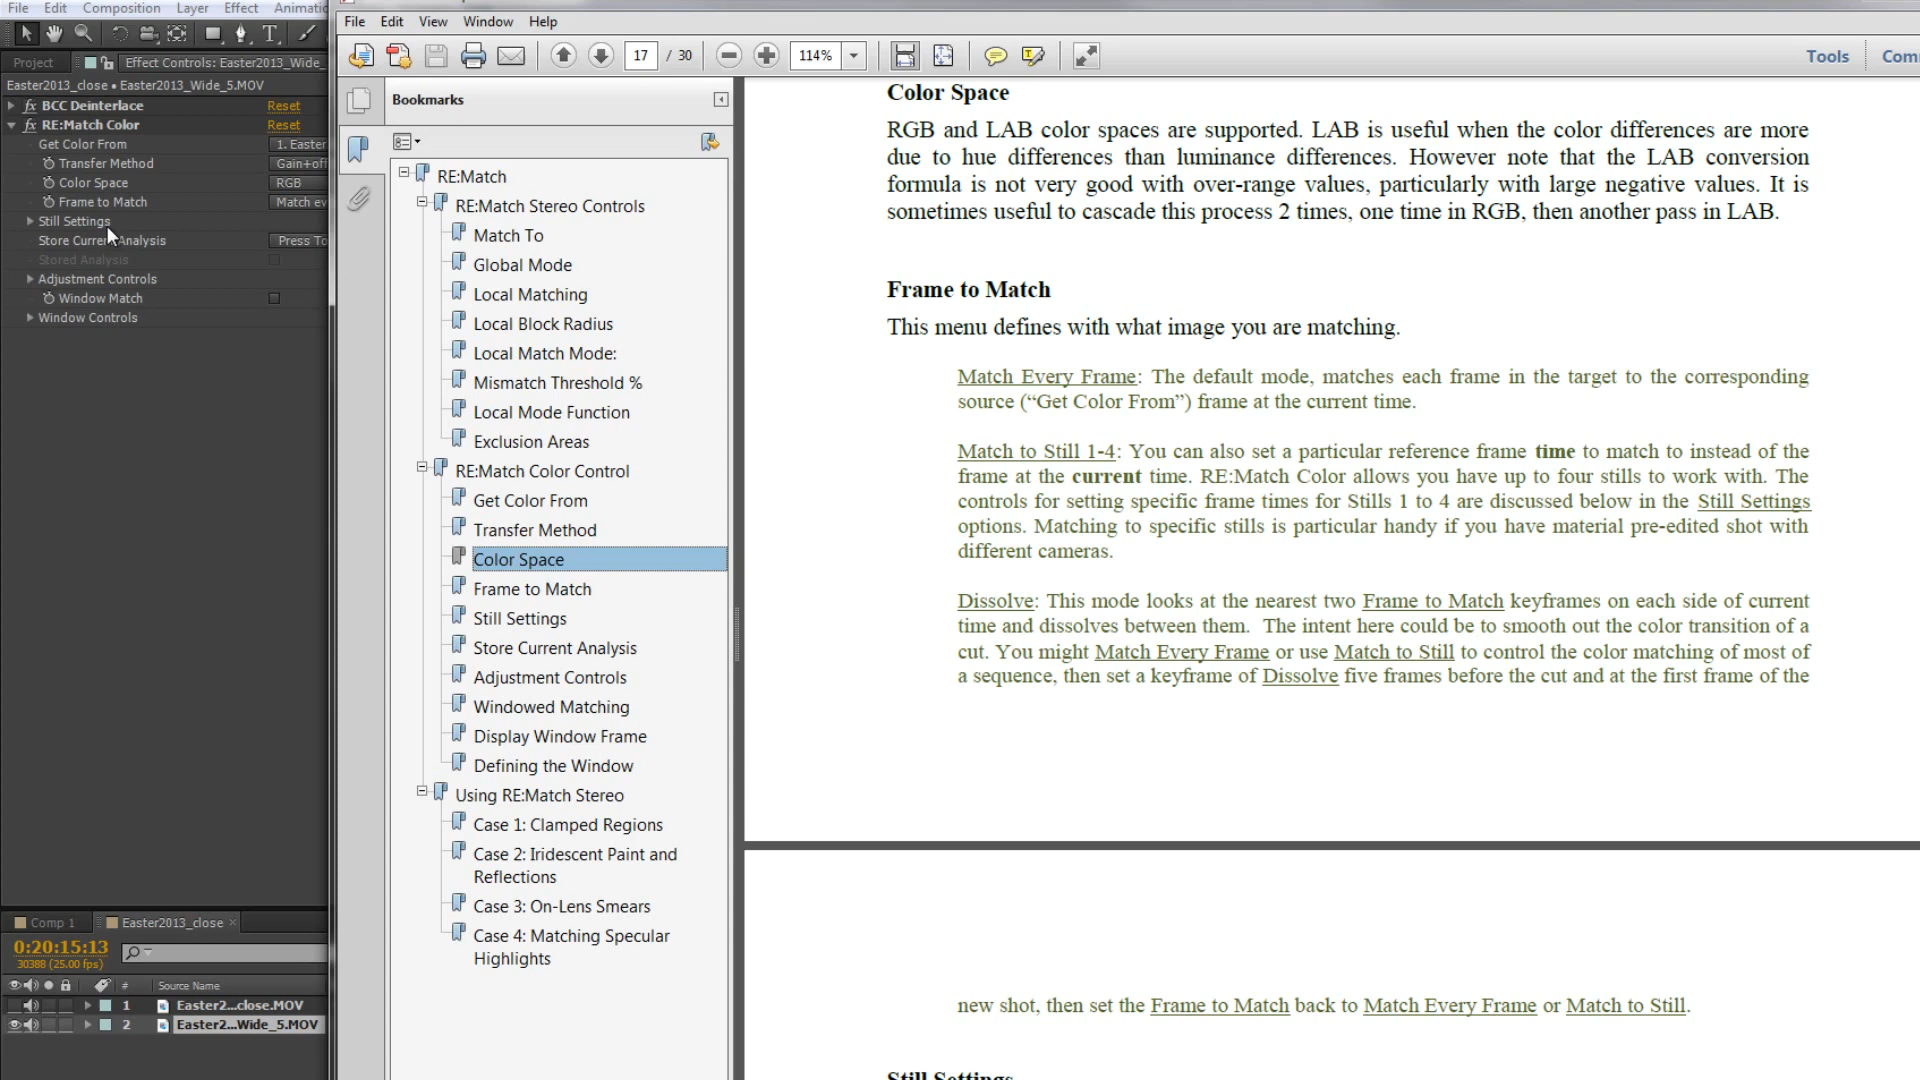 File Edit Composition Layer Effect Animatio
Project
Effect Controls: Easter2013_Wide_
Easter2013_close • Easter2013_Wide_5.MOV
fx BCC Deinterlace Reset
fx RE:Match Color Reset
Get Color From 1. Easter
Transfer Method Gain+off
Color Space RGB
Frame to Match Match ev
Still Settings
Store Current Analysis Press To
Stored Analysis
Adjustment Controls
Window Match
Window Controls
Comp 1
Easter2013_close
0:20:15:13
30388 (25.00 fps)
# Source Name
1 Easter2...close.MOV
2 Easter2...Wide_5.MOV
File Edit View Window Help
17 / 30
114%
Tools
Com
Bookmarks
RE:Match
RE:Match Stereo Controls
Match To
Global Mode
Local Matching
Local Block Radius
Local Match Mode:
Mismatch Threshold %
Local Mode Function
Exclusion Areas
RE:Match Color Control
Get Color From
Transfer Method
Color Space
Frame to Match
Still Settings
Store Current Analysis
Adjustment Controls
Windowed Matching
Display Window Frame
Defining the Window
Using RE:Match Stereo
Case 1: Clamped Regions
Case 2: Iridescent Paint and
Reflections
Case 3: On-Lens Smears
Case 4: Matching Specular
Highlights
Color Space
RGB and LAB color spaces are supported. LAB is useful when the color differences are more
due to hue differences than luminance differences. However note that the LAB conversion
formula is not very good with over-range values, particularly with large negative values. It is
sometimes useful to cascade this process 2 times, one time in RGB, then another pass in LAB.
Frame to Match
This menu defines with what image you are matching.
Match Every Frame: The default mode, matches each frame in the target to the corresponding
source (“Get Color From”) frame at the current time.
Match to Still 1-4: You can also set a particular reference frame time to match to instead of the
frame at the current time. RE:Match Color allows you have up to four stills to work with. The
controls for setting specific frame times for Stills 1 to 4 are discussed below in the Still Settings
options. Matching to specific stills is particular handy if you have material pre-edited shot with
different cameras.
Dissolve: This mode looks at the nearest two Frame to Match keyframes on each side of current
time and dissolves between them. The intent here could be to smooth out the color transition of a
cut. You might Match Every Frame or use Match to Still to control the color matching of most of
a sequence, then set a keyframe of Dissolve five frames before the cut and at the first frame of the
new shot, then set the Frame to Match back to Match Every Frame or Match to Still.
Still Settings